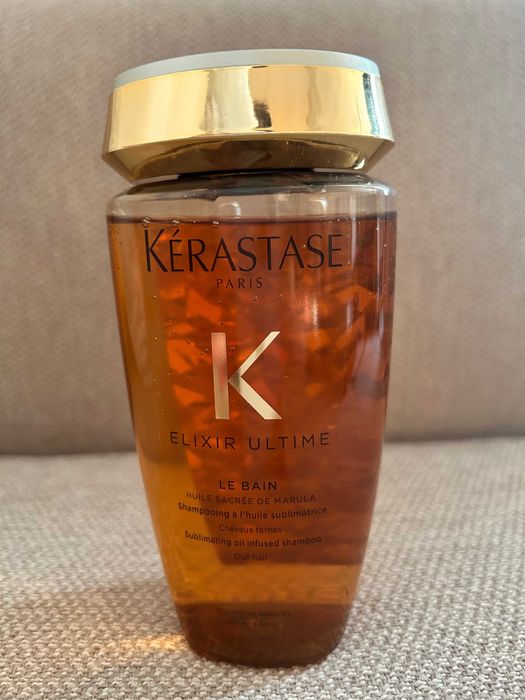 KÉRASTASE
PARIS
K
ELIXIR ULTIME
LE BAIN
HUILE SACRÉE DE MARULA
Shampooing à l'huile sublimatrice
Cheveux ternes
Sublimating oil infused shampoo
Dull hair